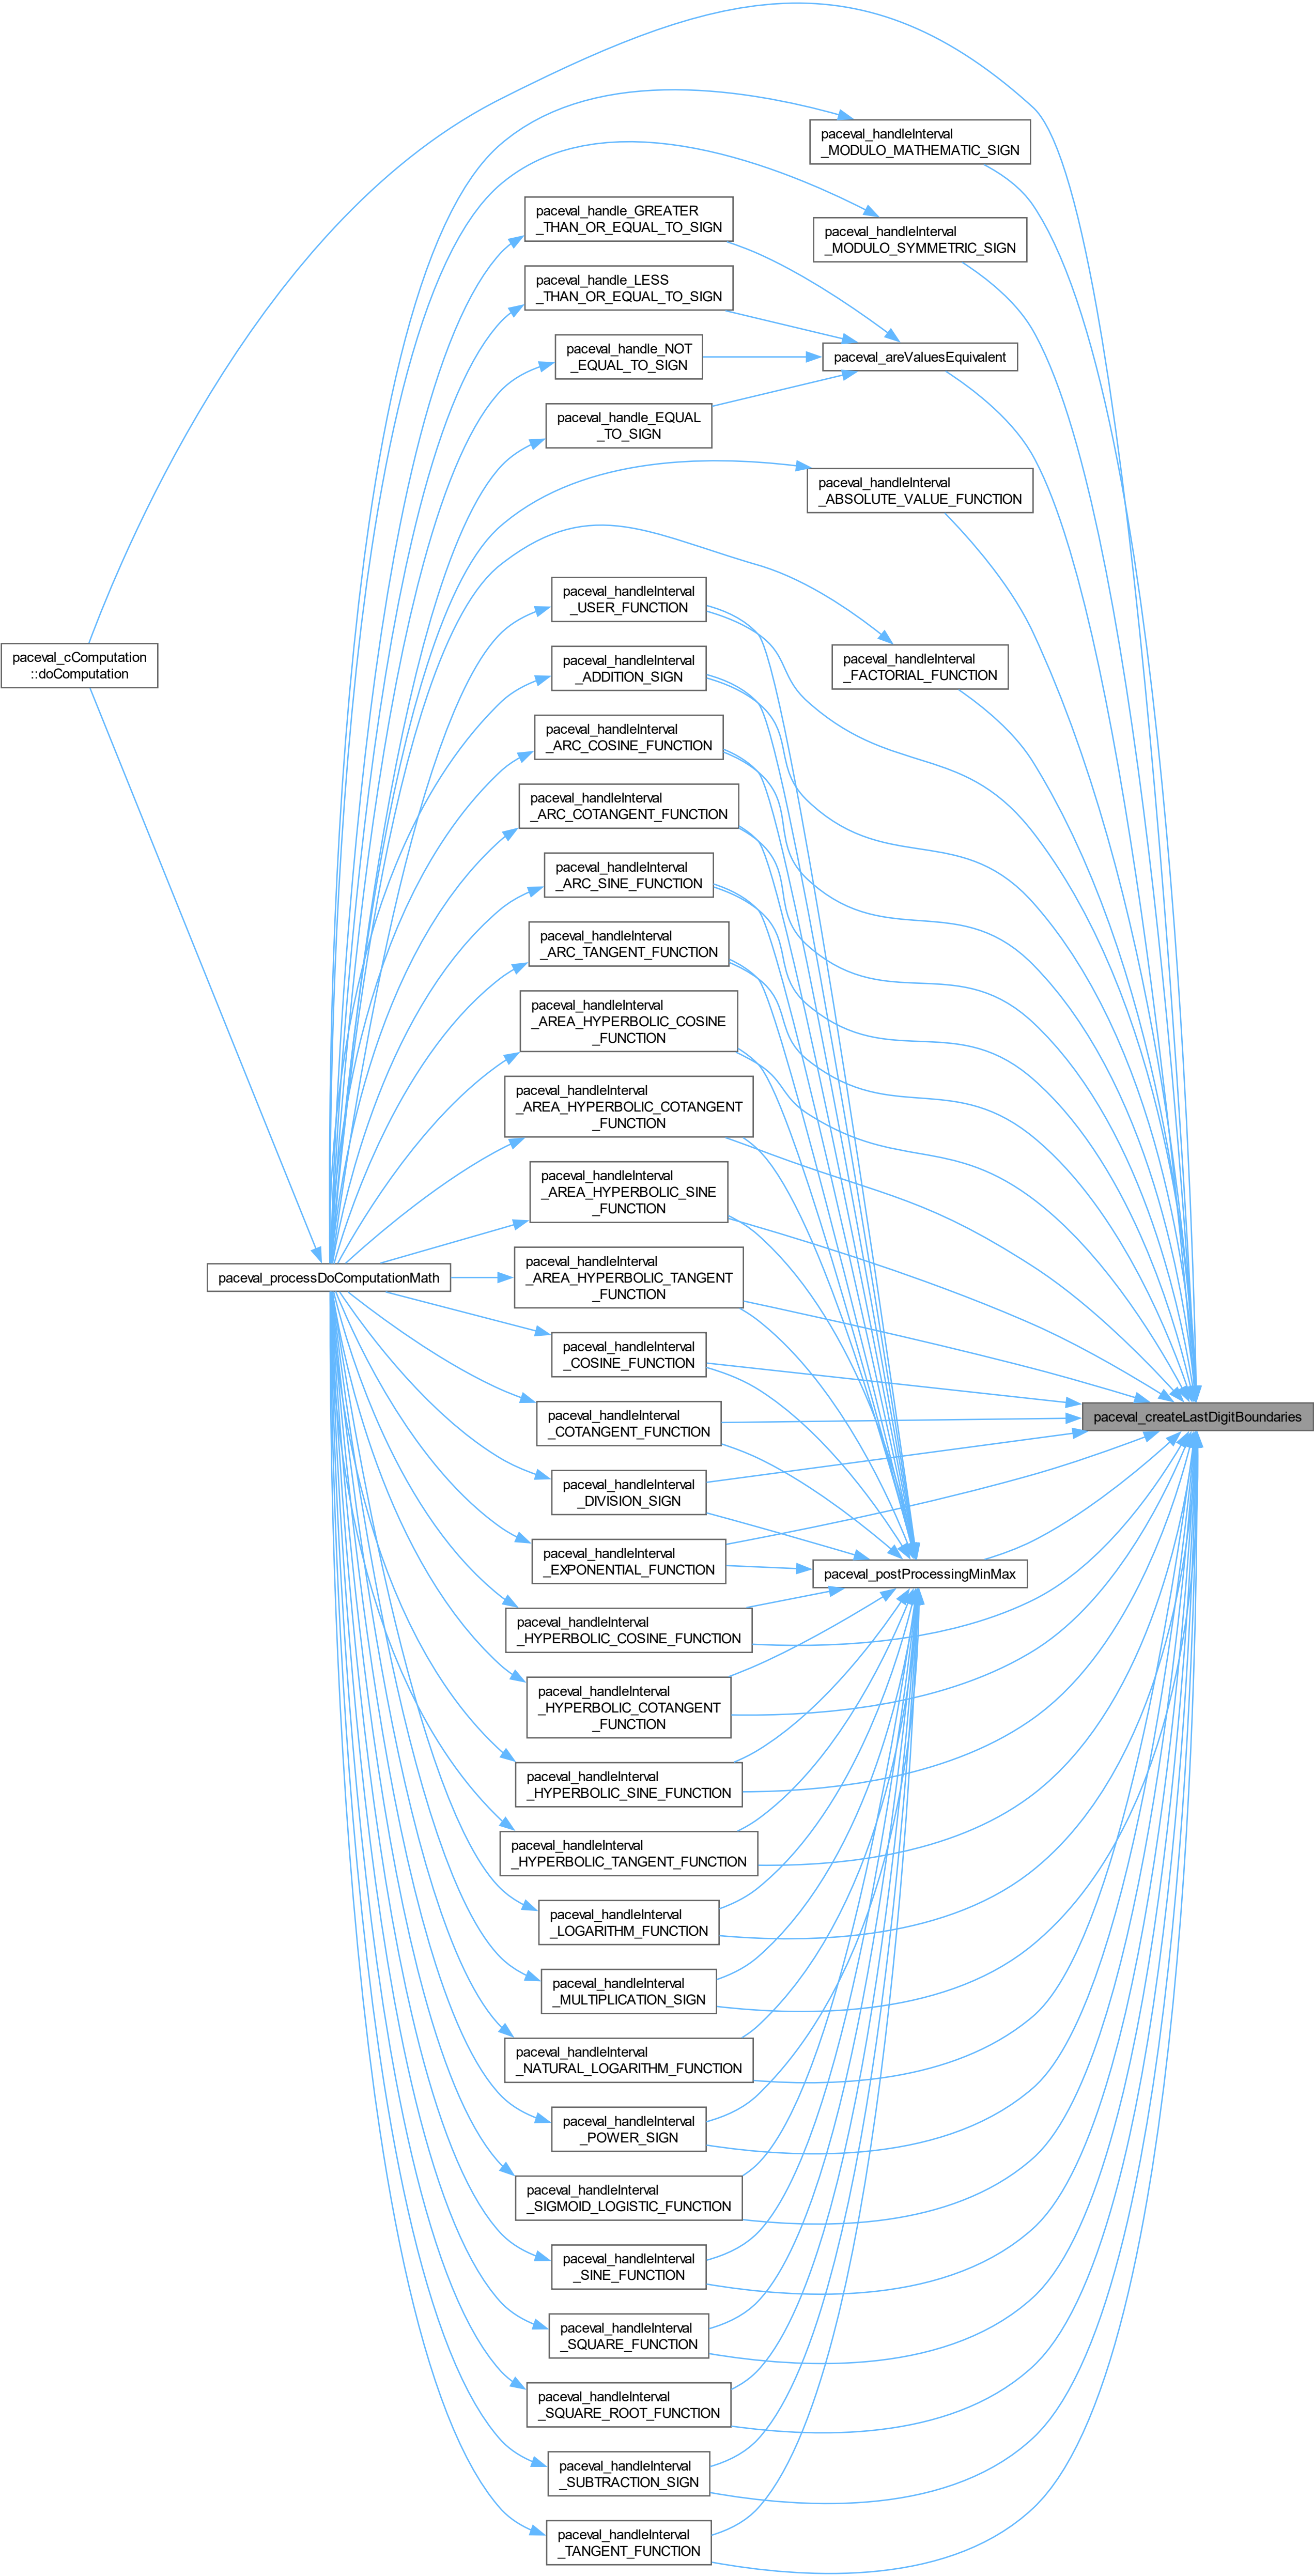 paceval_handleInterval
_MODULO_MATHEMATIC_SIGN
paceval_handle_GREATER
_THAN_OR_EQUAL_TO_SIGN
paceval_handleInterval
_MODULO_SYMMETRIC_SIGN
paceval_handle_LESS
_THAN_OR_EQUAL_TO_SIGN
paceval_handle_NOT
_EQUAL_TO_SIGN
paceval_areValuesEquivalent
paceval_handle_EQUAL
_TO_SIGN
paceval_handleInterval
_ABSOLUTE_VALUE_FUNCTION
paceval_handleInterval
_USER_FUNCTION
paceval_cComputation
::doComputation
paceval_handleInterval
_ADDITION_SIGN
paceval_handleInterval
_FACTORIAL_FUNCTION
paceval_handleInterval
_ARC_COSINE_FUNCTION
paceval_handleInterval
_ARC_COTANGENT_FUNCTION
paceval_handleInterval
_ARC_SINE_FUNCTION
paceval_handleInterval
_ARC_TANGENT_FUNCTION
paceval_handleInterval
_AREA_HYPERBOLIC_COSINE
_FUNCTION
paceval_handleInterval
_AREA_HYPERBOLIC_COTANGENT
_FUNCTION
paceval_handleInterval
_AREA_HYPERBOLIC_SINE
_FUNCTION
paceval_processDoComputationMath
paceval_handleInterval
_AREA_HYPERBOLIC_TANGENT
_FUNCTION
paceval_handleInterval
_COSINE_FUNCTION
paceval_handleInterval
_COTANGENT_FUNCTION
paceval_createLastDigitBoundaries
paceval_handleInterval
_DIVISION_SIGN
paceval_handleInterval
_EXPONENTIAL_FUNCTION
paceval_postProcessingMinMax
paceval_handleInterval
_HYPERBOLIC_COSINE_FUNCTION
paceval_handleInterval
_HYPERBOLIC_COTANGENT
_FUNCTION
paceval_handleInterval
_HYPERBOLIC_SINE_FUNCTION
paceval_handleInterval
_HYPERBOLIC_TANGENT_FUNCTION
paceval_handleInterval
_LOGARITHM_FUNCTION
paceval_handleInterval
_MULTIPLICATION_SIGN
paceval_handleInterval
_NATURAL_LOGARITHM_FUNCTION
paceval_handleInterval
_POWER_SIGN
paceval_handleInterval
_SIGMOID_LOGISTIC_FUNCTION
paceval_handleInterval
_SINE_FUNCTION
paceval_handleInterval
_SQUARE_FUNCTION
paceval_handleInterval
_SQUARE_ROOT_FUNCTION
paceval_handleInterval
_SUBTRACTION_SIGN
paceval_handleInterval
_TANGENT_FUNCTION